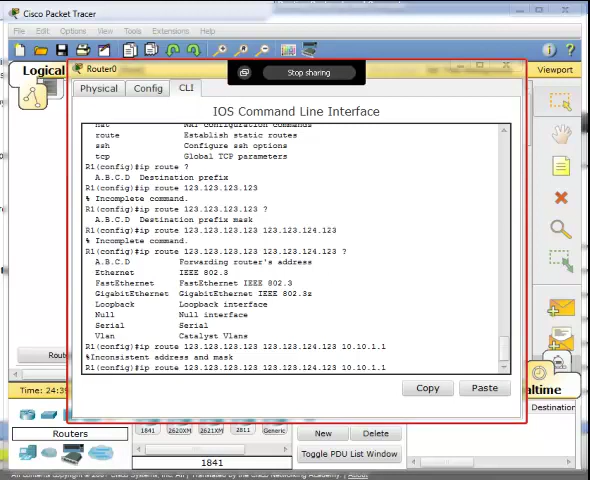 Cisco Packet Tracer
File Edit Options View Tools Extensions Help
Logical
Viewport
Router0
Stop sharing
Physical Config CLI
IOS Command Line Interface
route Establish static routes
ssh Configure ssh options
tcp Global TCP parameters
R1(config)#ip route ?
A.B.C.D Destination prefix
R1(config)#ip route 123.123.123.123
% Incomplete command.
R1(config)#ip route 123.123.123.123 ?
A.B.C.D Destination prefix mask
R1(config)#ip route 123.123.123.123 123.123.124.123
% Incomplete command.
R1(config)#ip route 123.123.123.123 123.123.124.123 ?
A.B.C.D Forwarding router's address
Ethernet IEEE 802.3
FastEthernet FastEthernet IEEE 802.3
GigabitEthernet GigabitEthernet IEEE 802.3z
Loopback Loopback interface
Null Null interface
Serial Serial
Vlan Catalyst Vlans
R1(config)#ip route 123.123.123.123 123.123.124.123 10.10.1.1
%Inconsistent address and mask
R1(config)#ip route 123.123.123.123 123.123.124.123 10.10.1.1
Copy Paste
Time: 24:39
Destination
Routers
1841 2620XM 2621XM 2811 Generic
1841
New Delete
Toggle PDU List Window